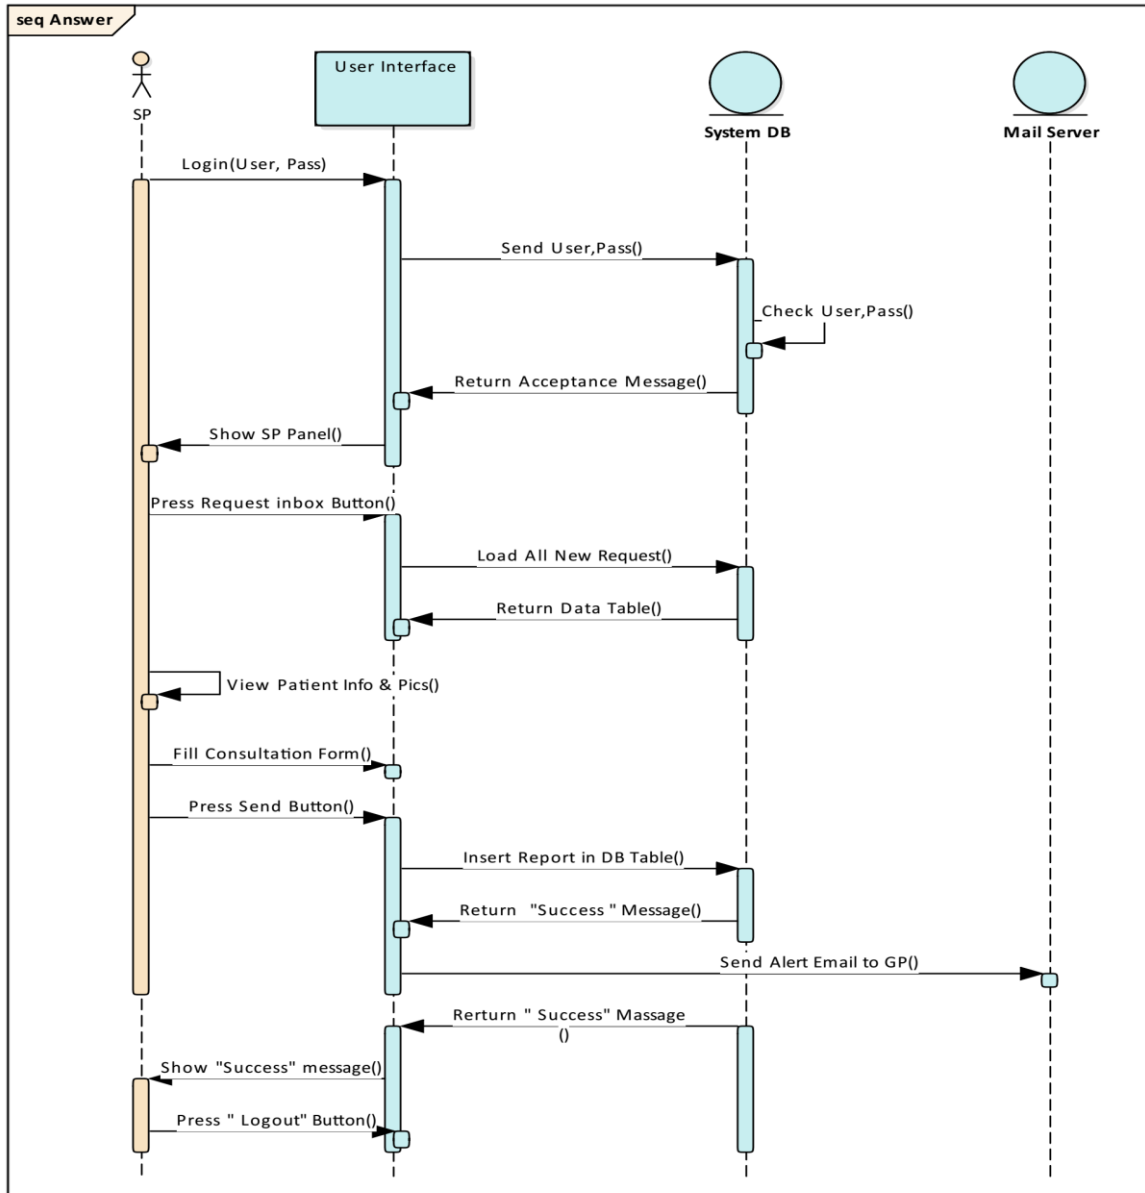 seq Answer
User Interface
SP
System DB
Mail Server
Login(User, Pass)
Send User,Pass()
Check User,Pass()
Return Acceptance Message()
Show SP Panel()
Press Request inbox Button()
Load All New Request()
Return Data Table()
View Patient Info & Pics()
Fill Consultation Form()
Press Send Button()
Insert Report in DB Table()
Return "Success " Message()
Send Alert Email to GP()
Rerturn " Success" Massage
()
Show "Success" message()
Press " Logout" Button()